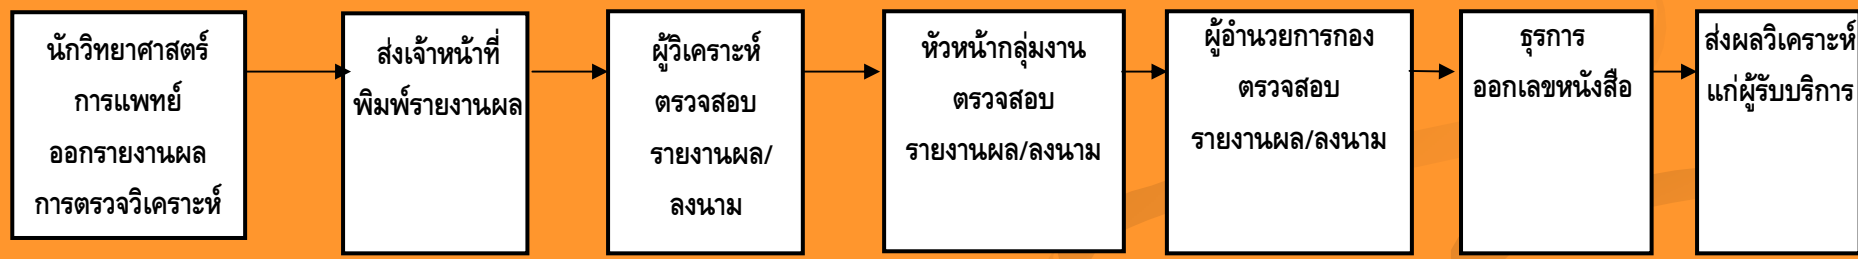 นักวิทยาศาสตร์
การแพทย์
ออกรายงานผล
การตรวจวิเคราะห์
ส่งเจ้าหน้าที่
พิมพ์รายงานผล
ผู้วิเคราะห์
ตรวจสอบ
รายงานผล/
ลงนาม
หัวหน้ากลุ่มงาน
ตรวจสอบ
รายงานผล/ลงนาม
ผู้อำนวยการกอง
ตรวจสอบ
รายงานผล/ลงนาม
ธุรการ
ออกเลขหนังสือ
ส่งผลวิเคราะห์
แก่ผู้รับบริการ